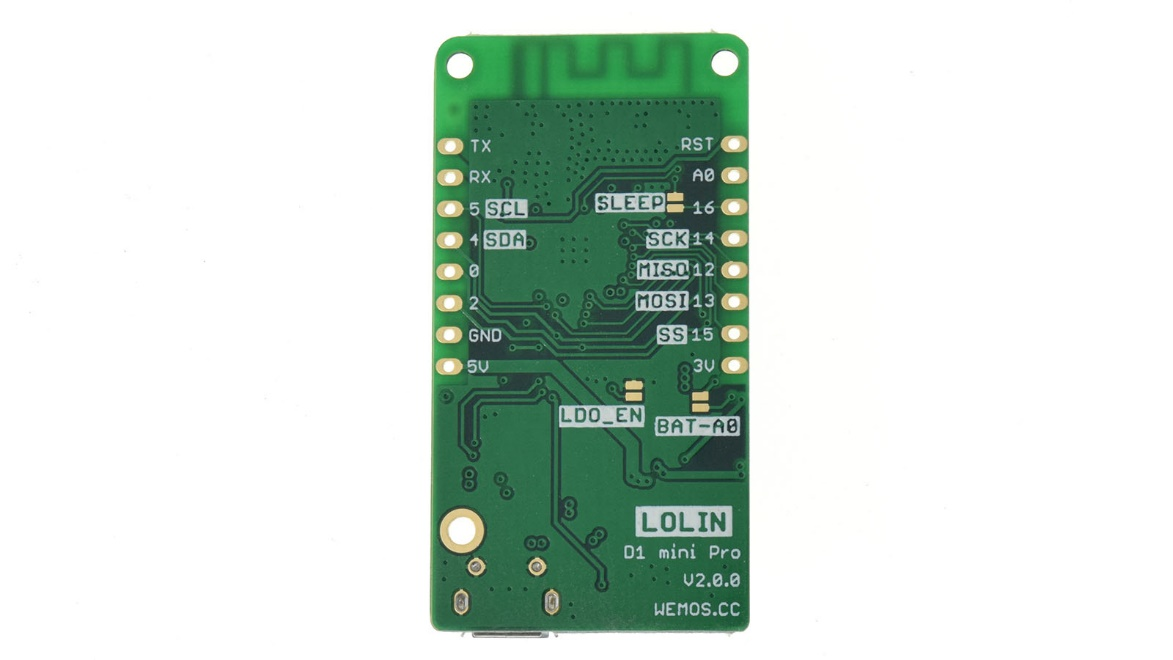 TX RST
RX A0
5 SCL SLEEP 16
4 SDA SCK 14
0 MISO 12
2 MOSI 13
GND SS 15
5V 3V
LDO_EN
BAT-A0
LOLIN
D1 mini Pro
V2.0.0
WEMOS.CC